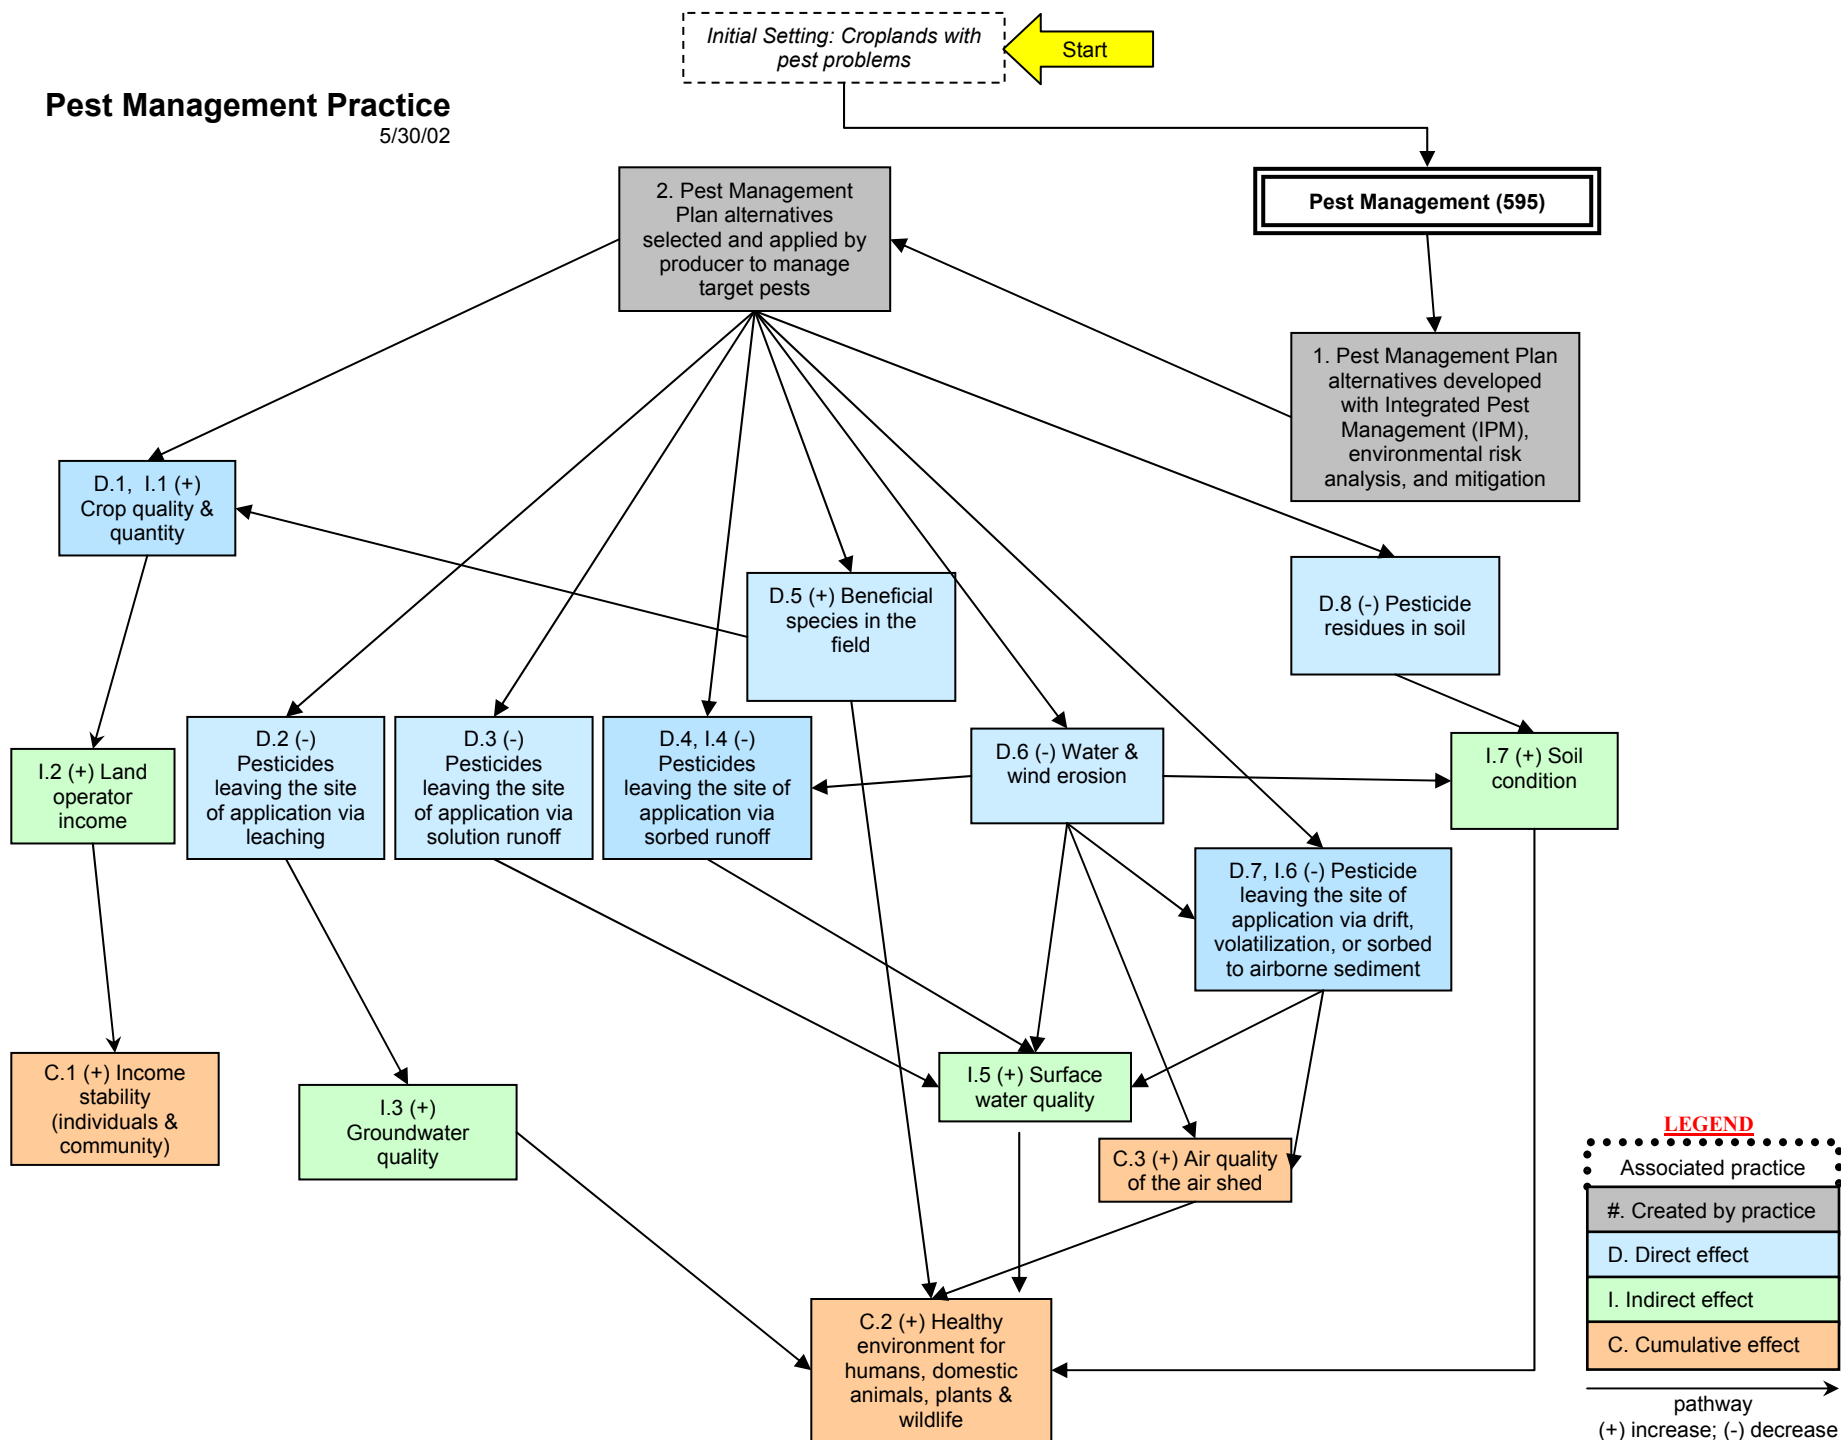 Initial Setting: Croplands with
pest problems
Start
Pest Management Practice
5/30/02
2. Pest Management
Plan alternatives
selected and applied by
producer to manage
target pests
Pest Management (595)
1. Pest Management Plan
alternatives developed
with Integrated Pest
Management (IPM),
environmental risk
analysis, and mitigation
D.1, I.1 (+)
Crop quality &
quantity
D.5 (+) Beneficial
species in the
field
D.8 (-) Pesticide
residues in soil
I.2 (+) Land
operator
income
D.2 (-)
Pesticides
leaving the site
of application via
leaching
D.3 (-)
Pesticides
leaving the site
of application via
solution runoff
D.4, I.4 (-)
Pesticides
leaving the site of
application via
sorbed runoff
D.6 (-) Water &
wind erosion
I.7 (+) Soil
condition
D.7, I.6 (-) Pesticide
leaving the site of
application via drift,
volatilization, or sorbed
to airborne sediment
C.1 (+) Income
stability
(individuals &
community)
I.3 (+)
Groundwater
quality
I.5 (+) Surface
water quality
C.3 (+) Air quality
of the air shed
C.2 (+) Healthy
environment for
humans, domestic
animals, plants &
wildlife
LEGEND
Associated practice
#. Created by practice
D. Direct effect
I. Indirect effect
C. Cumulative effect
pathway
(+) increase; (-) decrease